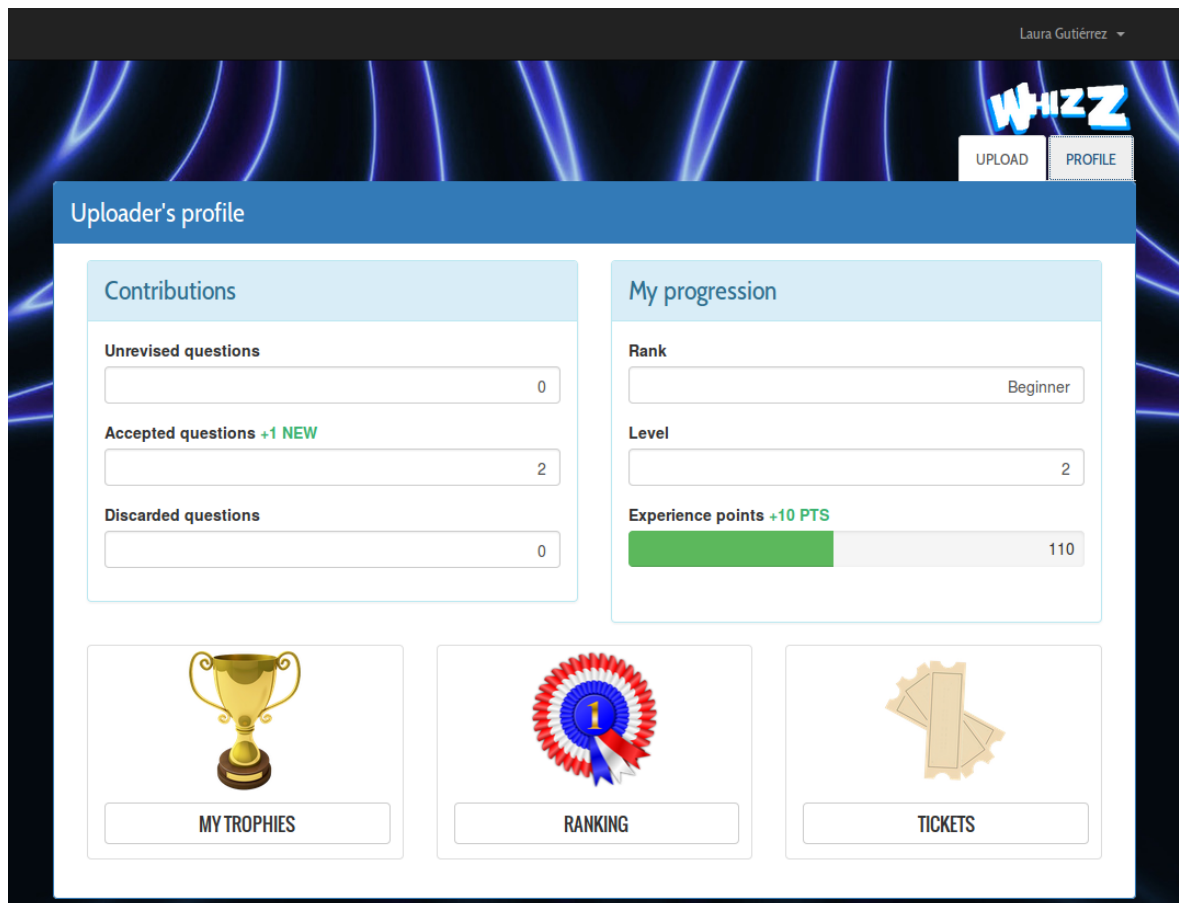 Laura Gutiérrez
WHIZZ
UPLOAD PROFILE
Uploader's profile
Contributions
Unrevised questions
0
Accepted questions +1 NEW
2
Discarded questions
0
My progression
Rank
Beginner
Level
2
Experience points +10 PTS
110
1
MY TROPHIES
RANKING
TICKETS